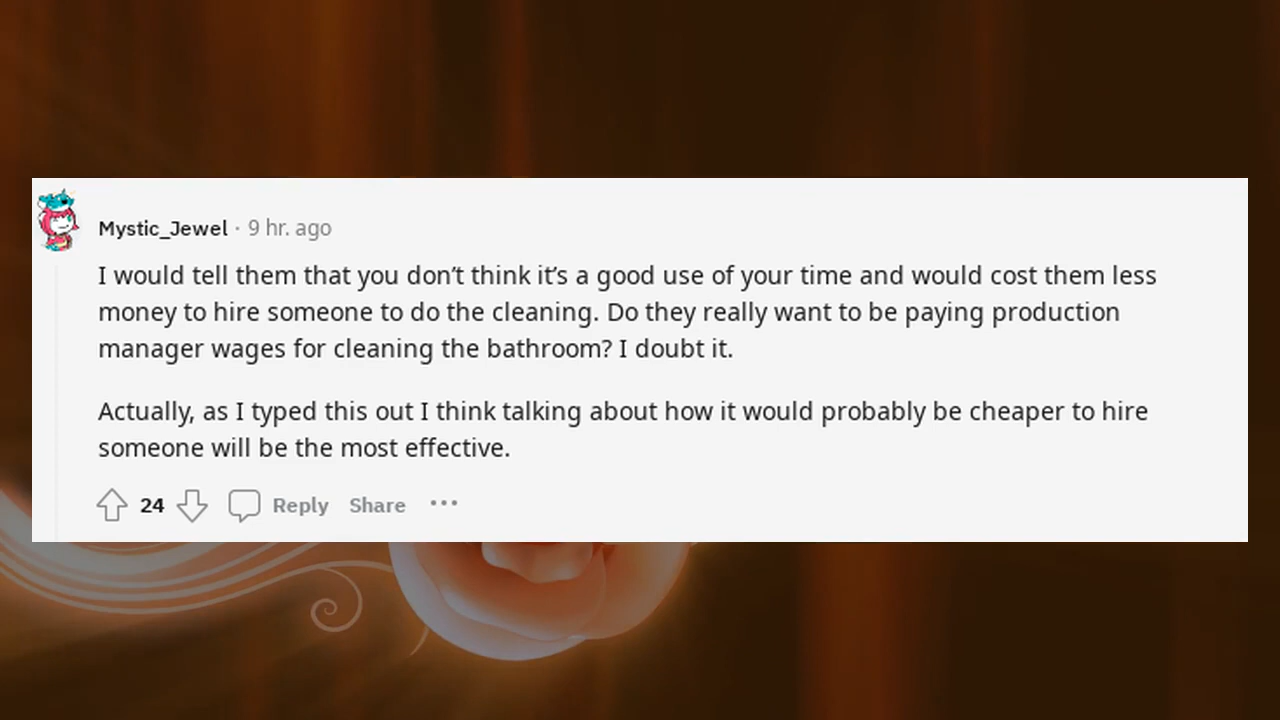 Mystic_Jewel · 9 hr. ago
I would tell them that you don’t think it’s a good use of your time and would cost them less
money to hire someone to do the cleaning. Do they really want to be paying production
manager wages for cleaning the bathroom? I doubt it.
Actually, as I typed this out I think talking about how it would probably be cheaper to hire
someone will be the most effective.
24 Reply Share ···